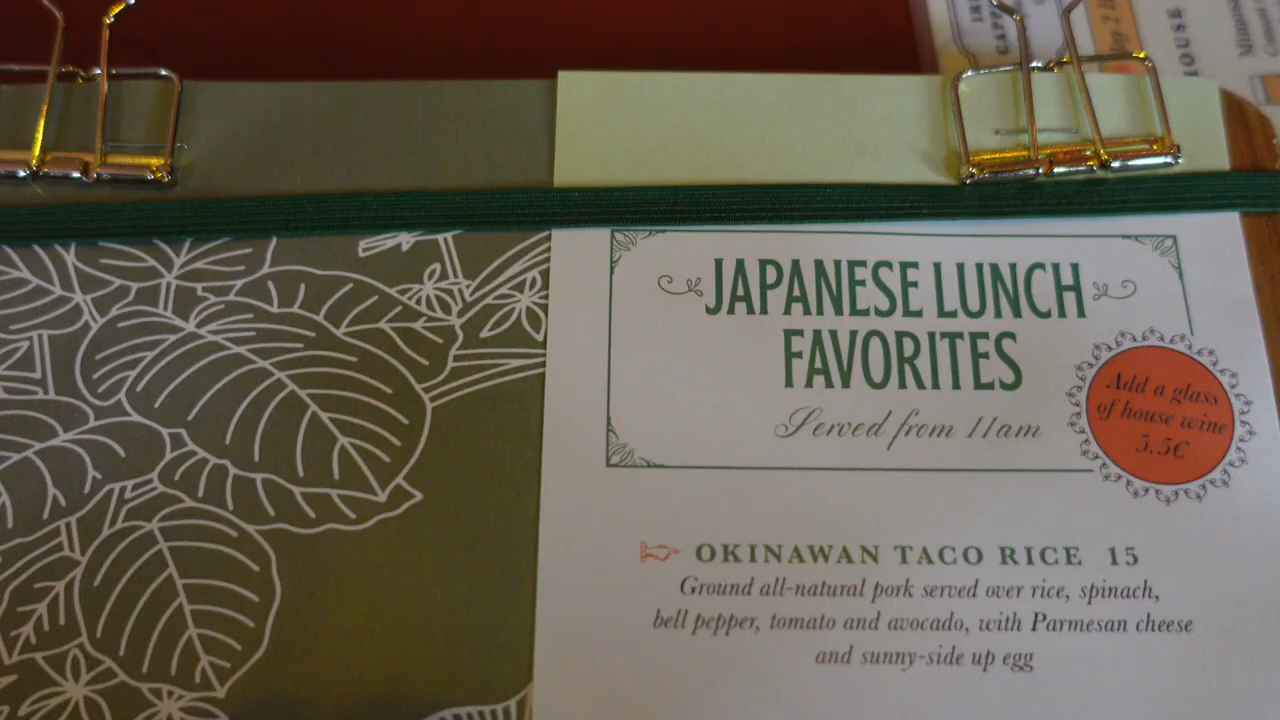 JAPANESE LUNCH
FAVORITES
Served from 11am
Add a glass
of house wine
5.5€
OKINAWAN TACO RICE 15
Ground all-natural pork served over rice, spinach,
bell pepper, tomato and avocado, with Parmesan cheese
and sunny-side up egg